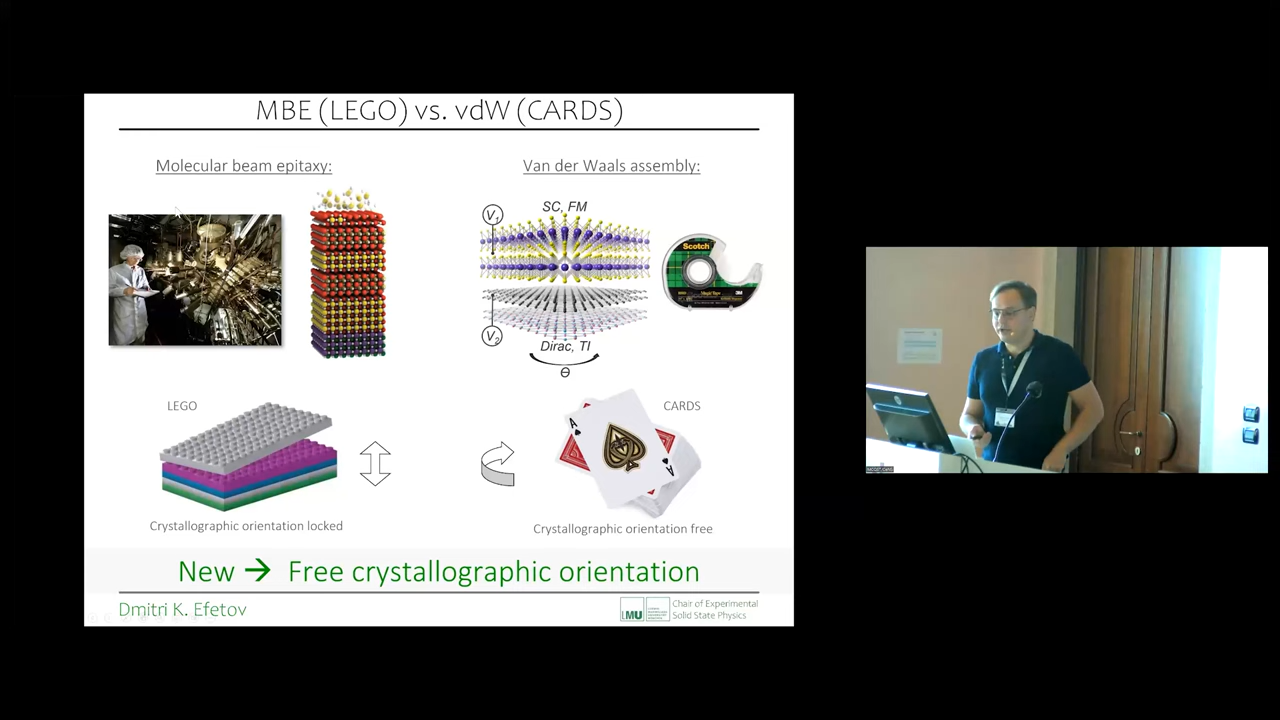 MBE (LEGO) vs. vdW (CARDS)
Molecular beam epitaxy:
Van der Waals assembly:
SC, FM
V₁
Scotch
V₂
Dirac, TI
Θ
LEGO
CARDS
A
A
Crystallographic orientation locked
Crystallographic orientation free
New → Free crystallographic orientation
Dmitri K. Efetov
LMU
Chair of Experimental
Solid State Physics